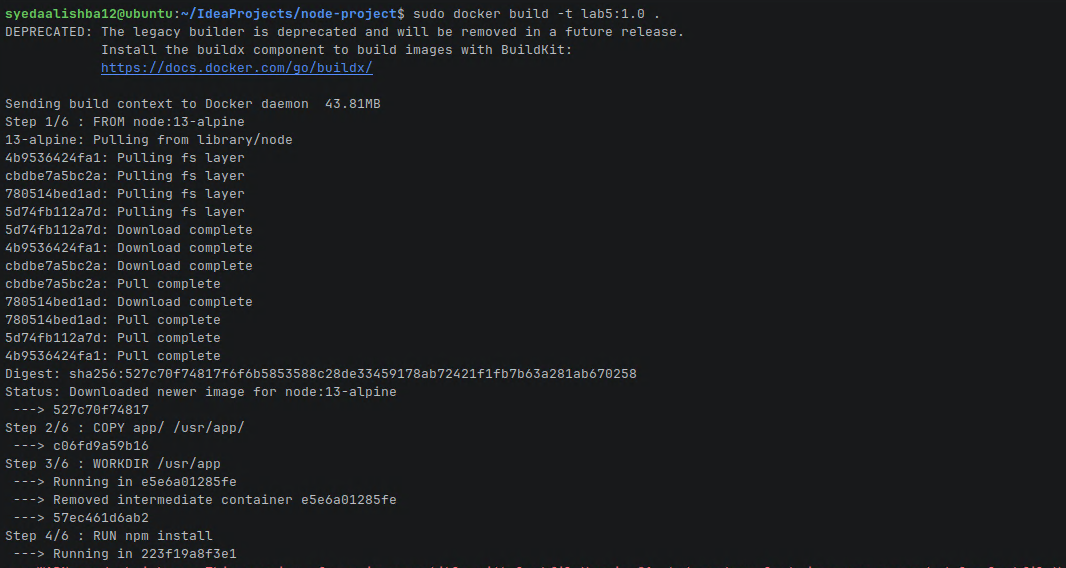 syedaalishba12@ubuntu:~/IdeaProjects/node-project$ sudo docker build -t lab5:1.0 .
DEPRECATED: The legacy builder is deprecated and will be removed in a future release.
            Install the buildx component to build images with BuildKit:
            https://docs.docker.com/go/buildx/

Sending build context to Docker daemon  43.81MB
Step 1/6 : FROM node:13-alpine
13-alpine: Pulling from library/node
4b9536424fa1: Pulling fs layer
cbdbe7a5bc2a: Pulling fs layer
780514bed1ad: Pulling fs layer
5d74fb112a7d: Pulling fs layer
5d74fb112a7d: Download complete
4b9536424fa1: Download complete
cbdbe7a5bc2a: Download complete
cbdbe7a5bc2a: Pull complete
780514bed1ad: Download complete
780514bed1ad: Pull complete
5d74fb112a7d: Pull complete
4b9536424fa1: Pull complete
Digest: sha256:527c70f74817f6f6b5853588c28de33459178ab72421f1fb7b63a281ab670258
Status: Downloaded newer image for node:13-alpine
 ---> 527c70f74817
Step 2/6 : COPY app/ /usr/app/
 ---> c06fd9a59b16
Step 3/6 : WORKDIR /usr/app
 ---> Running in e5e6a01285fe
 ---> Removed intermediate container e5e6a01285fe
 ---> 57ec461d6ab2
Step 4/6 : RUN npm install
 ---> Running in 223f19a8f3e1